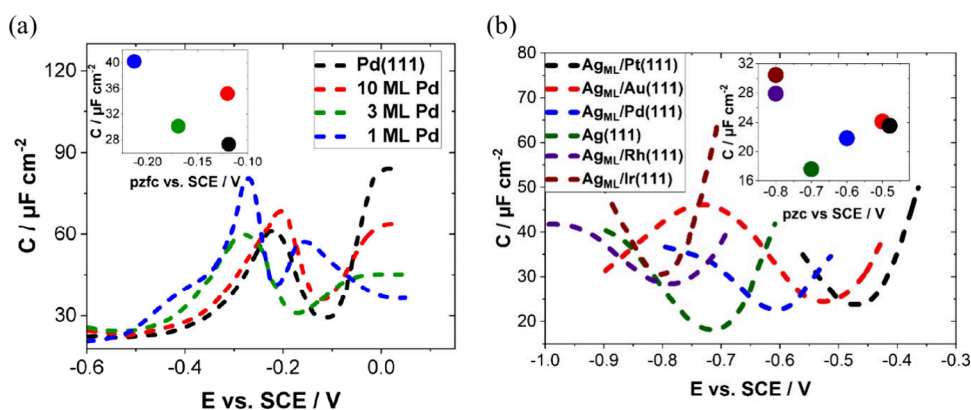 (a)
C / µF cm-2
130
100
70
30
-0.6
-0.4
-0.2
0.0
E vs. SCE / V
C / µF cm-2
40
36
32
28
-0.20
-0.15
-0.10
pzfc vs. SCE / V
Pd(111)
10 ML Pd
3 ML Pd
1 ML Pd
(b)
C / µF cm-2
80
70
60
50
40
30
20
10
-1.0
-0.9
-0.8
-0.7
-0.6
-0.5
-0.4
-0.3
E vs. SCE / V
AgML/Pt(111)
AgML/Au(111)
AgML/Pd(111)
Ag(111)
AgML/Rh(111)
AgML/Ir(111)
C / µF cm-2
32
28
24
20
16
-0.8
-0.7
-0.6
-0.5
pzc vs SCE / V